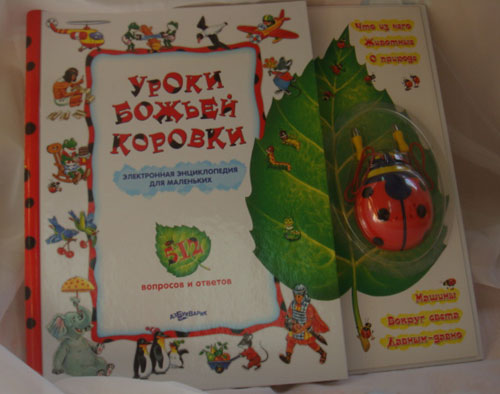 УРОКИ
БОЖЬЕЙ
КОРОВКИ
ЭЛЕКТРОННАЯ ЭНЦИКЛОПЕДИЯ
ДЛЯ МАЛЕНЬКИХ
512
вопросов и ответов
АЗБУКВАРИК
Что из чего
Животные
О природе
Машины
Вокруг света
Давным-давно